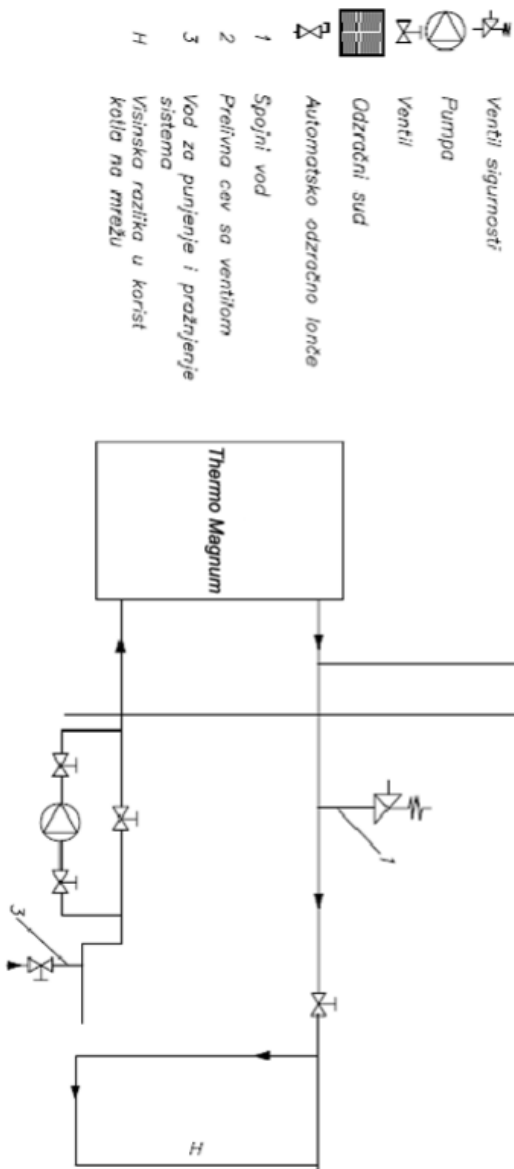 Ventil sigurnosti
Pumpa
Ventil
Odzračni sud
Automatsko odzračno lonče
1 Spojni vod
2 Prelivna cev sa ventilom
3 Vod za punjenje i pražnjenje
sistema
H Visinska razlika u korist
kotla na mrežu
Thermo Magnum
1
3
H